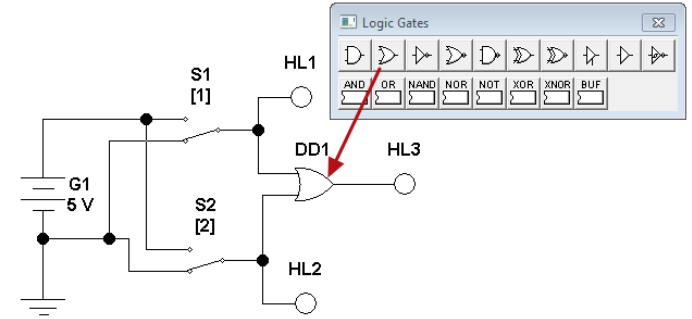 Logic Gates
AND OR NAND NOR NOT XOR XNOR BUF
HL1
S1
[1]
DD1
HL3
G1
5 V
S2
[2]
HL2